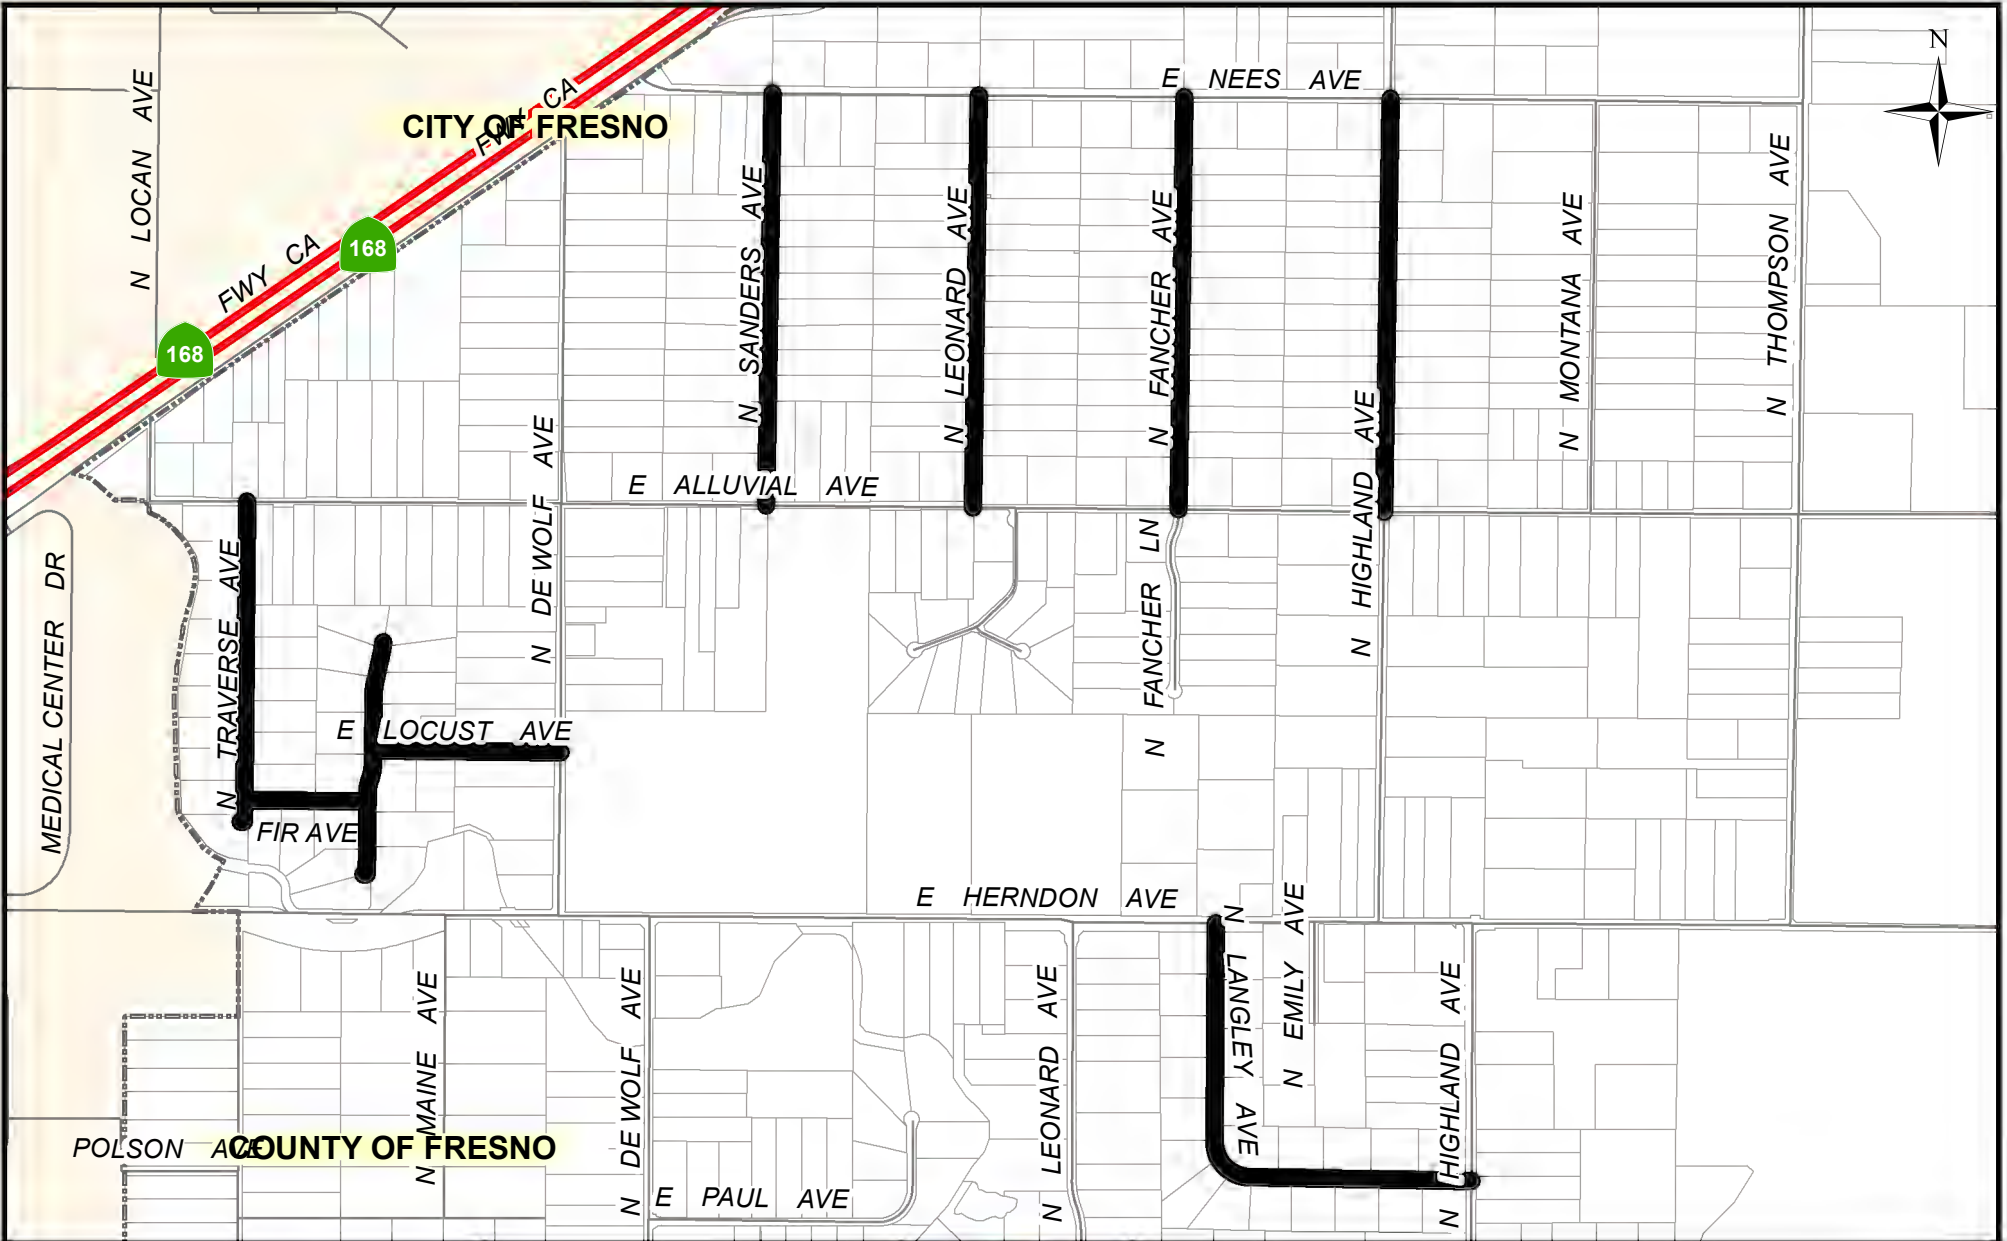 N
E NEES AVE
FWY CA
CITY OF FRESNO
N LOCAN AVE
168
FWY CA
168
N SANDERS AVE
N LEONARD AVE
N FANCHER AVE
N HIGHLAND AVE
N MONTANA AVE
N THOMPSON AVE
N DE WOLF AVE
E ALLUVIAL AVE
MEDICAL CENTER DR
N TRAVERSE AVE
N FANCHER LN
E LOCUST AVE
FIR AVE
E HERNDON AVE
N MAINE AVE
N DE WOLF AVE
N LEONARD AVE
N LANGLEY AVE
N EMILY AVE
N HIGHLAND AVE
POLSON AVE
COUNTY OF FRESNO
E PAUL AVE